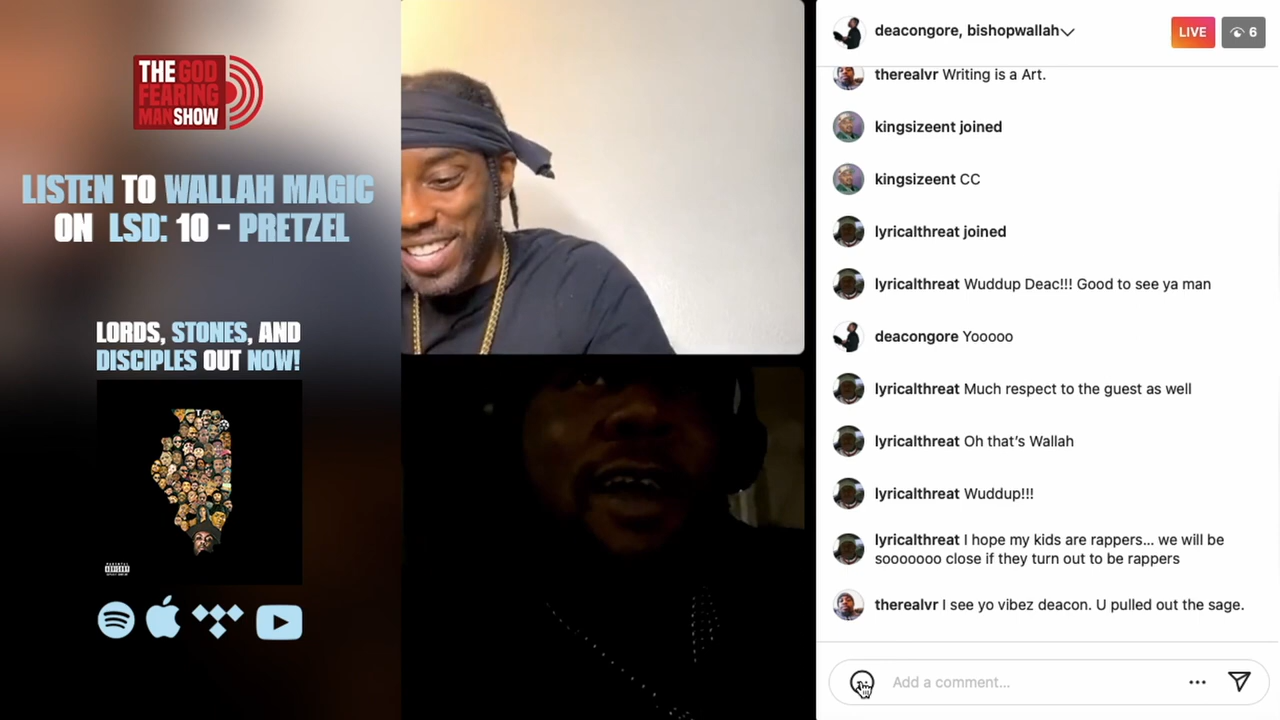 THE GOD
FEARING
MAN SHOW
LISTEN TO WALLAH MAGIC
ON LSD: 10 - PRETZEL
LORDS, STONES, AND
DISCIPLES OUT NOW!
PARENTAL
ADVISORY
EXPLICIT CONTENT
deacongore, bishopwallah
LIVE
6
therealvr Writing is a Art.
kingsizeent joined
kingsizeent CC
lyricalthreat joined
lyricalthreat Wuddup Deac!!! Good to see ya man
deacongore Yooooo
lyricalthreat Much respect to the guest as well
lyricalthreat Oh that’s Wallah
lyricalthreat Wuddup!!!
lyricalthreat I hope my kids are rappers... we will be
sooooooo close if they turn out to be rappers
therealvr I see yo vibez deacon. U pulled out the sage.
Add a comment...